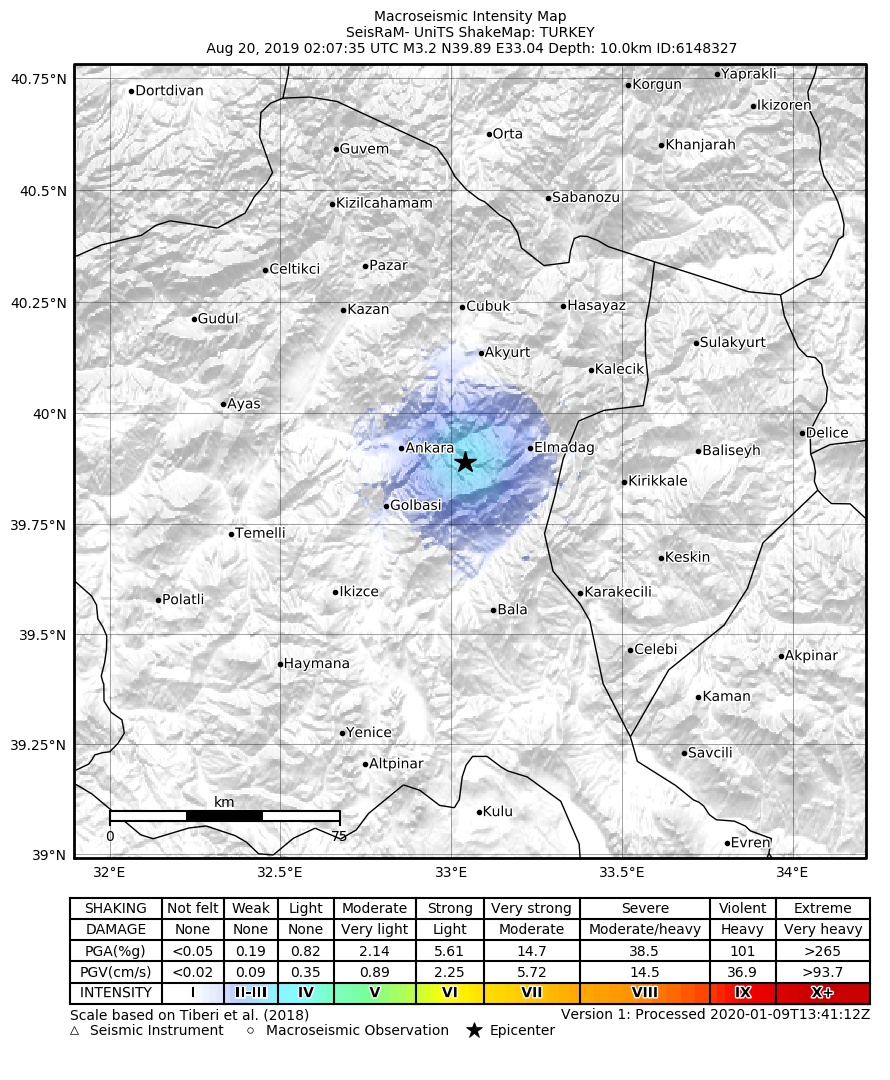 Macroseismic Intensity Map
SeisRaM- UniTS ShakeMap: TURKEY
Aug 20, 2019 02:07:35 UTC M3.2 N39.89 E33.04 Depth: 10.0km ID:6148327
40.75°N
Dortdivan
Korgun
Yaprakli
Ikizoren
Orta
Guvem
Khanjarah
40.5°N
Kizilcahamam
Sabanozu
Celtikci
Pazar
40.25°N
Gudul
Kazan
Cubuk
Hasayaz
Akyurt
Sulakyurt
Kalecik
40°N
Ayas
Delice
Ankara
Elmadag
Baliseyh
Kirikkale
Golbasi
39.75°N
Temelli
Keskin
Polatli
Ikizce
Karakecili
Bala
39.5°N
Haymana
Celebi
Akpinar
Kaman
39.25°N
Yenice
Altpinar
Savcili
km
0 75
Kulu
Evren
39°N
32°E 32.5°E 33°E 33.5°E 34°E
SHAKING Not felt Weak Light Moderate Strong Very strong Severe Violent Extreme
DAMAGE None None None Very light Light Moderate Moderate/heavy Heavy Very heavy
PGA(%g) <0.05 0.19 0.82 2.14 5.61 14.7 38.5 101 >265
PGV(cm/s) <0.02 0.09 0.35 0.89 2.25 5.72 14.5 36.9 >93.7
INTENSITY I II-III IV V VI VII VIII IX X+
Scale based on Tiberi et al. (2018) Version 1: Processed 2020-01-09T13:41:12Z
Seismic Instrument Macroseismic Observation Epicenter